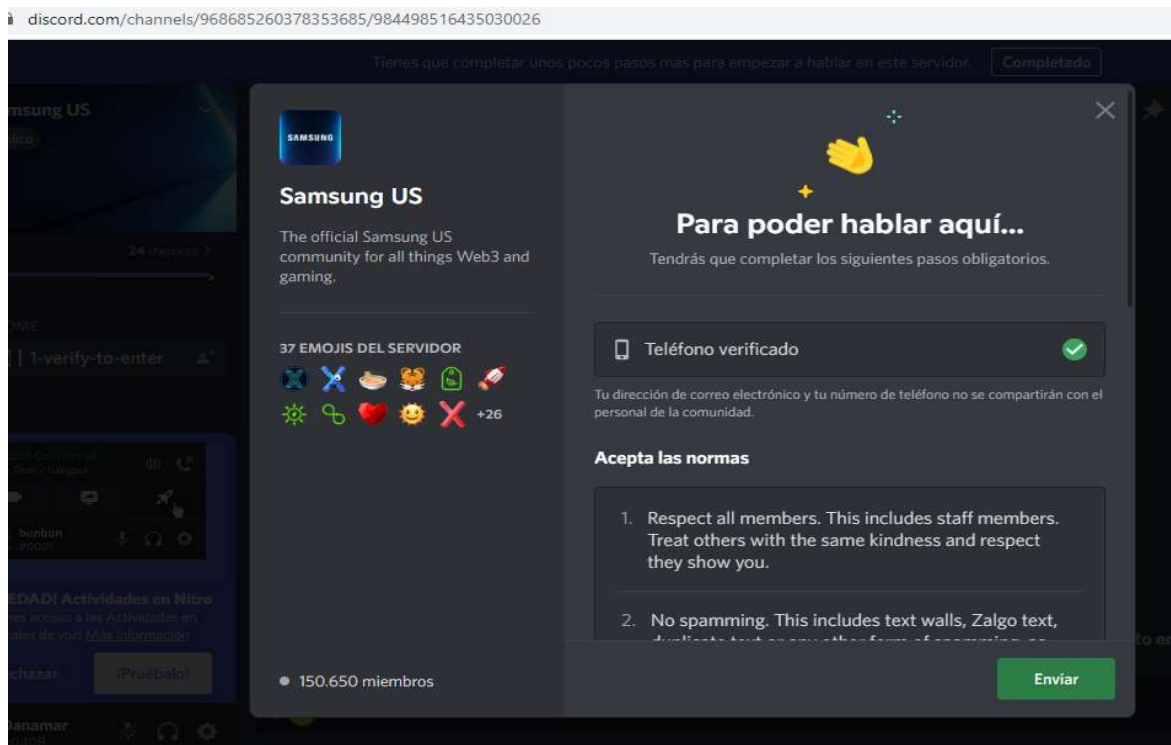 discord.com/channels/968685260378353685/984498516435030026
Tienes que completar unos pocos pasos más para empezar a hablar en este servidor.
Completado
msung US
24 mejoras >
OME
| 1-verify-to-enter
SAMSUNG
Samsung US
The official Samsung US
community for all things Web3 and
gaming.
37 EMOJIS DEL SERVIDOR
+26
150.650 miembros
bonbon
EDAD! Actividades en Nitro
Más información
chazar
¡Pruébalo!
Danamar
Para poder hablar aquí...
Tendrás que completar los siguientes pasos obligatorios.
Teléfono verificado
Tu dirección de correo electrónico y tu número de teléfono no se compartirán con el
personal de la comunidad.
Acepta las normas
1. Respect all members. This includes staff members.
Treat others with the same kindness and respect
they show you.
2. No spamming. This includes text walls, Zalgo text,
Enviar